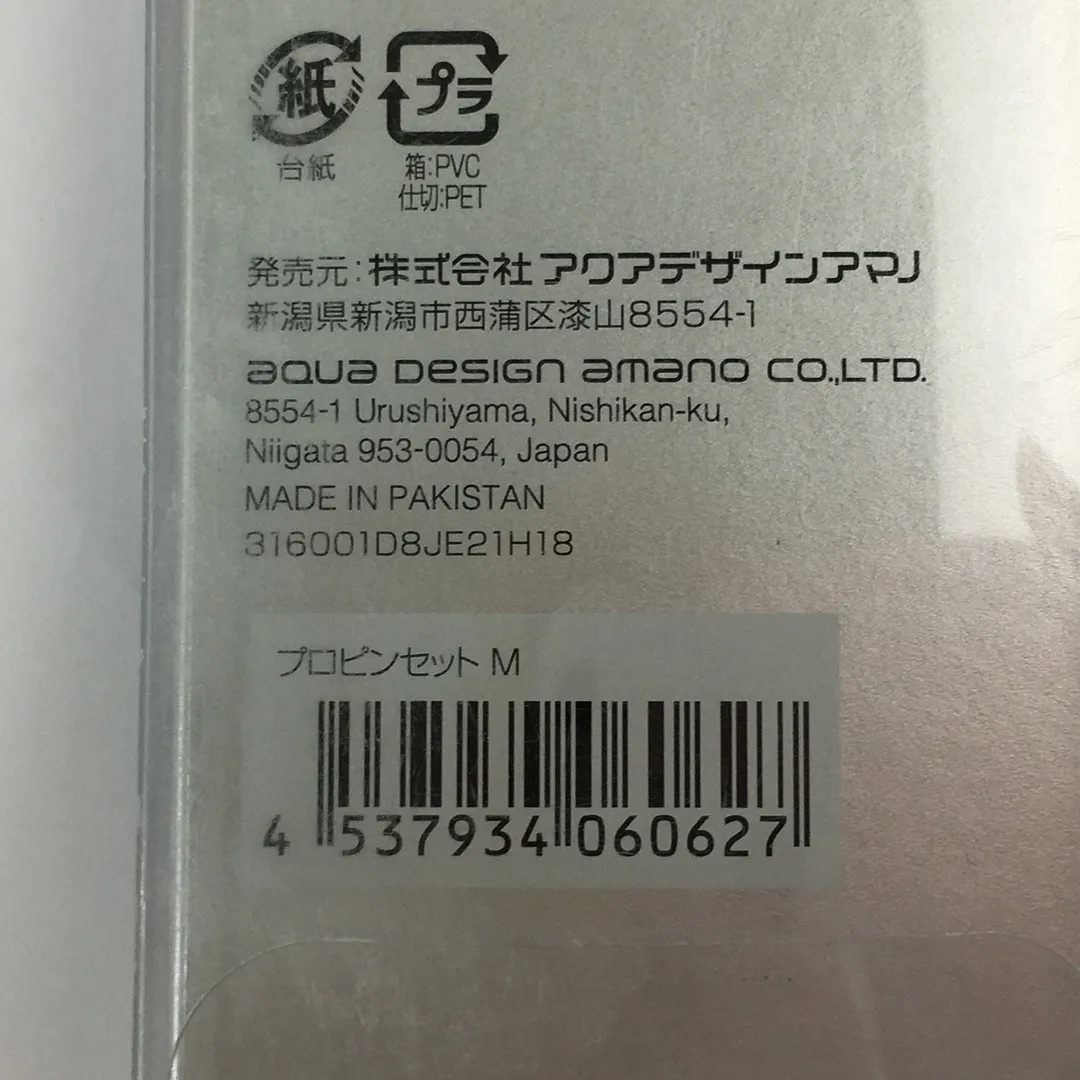 紙 プラ
台紙 箱:PVC
仕切:PET
発売元:株式会社アクアデザインアマノ
新潟県新潟市西蒲区漆山8554-1
aqua Design amano CO.,LTD.
8554-1 Urushiyama, Nishikan-ku,
Niigata 953-0054, Japan
MADE IN PAKISTAN
316001D8JE21H18
プロピンセット M
4 537934 060627